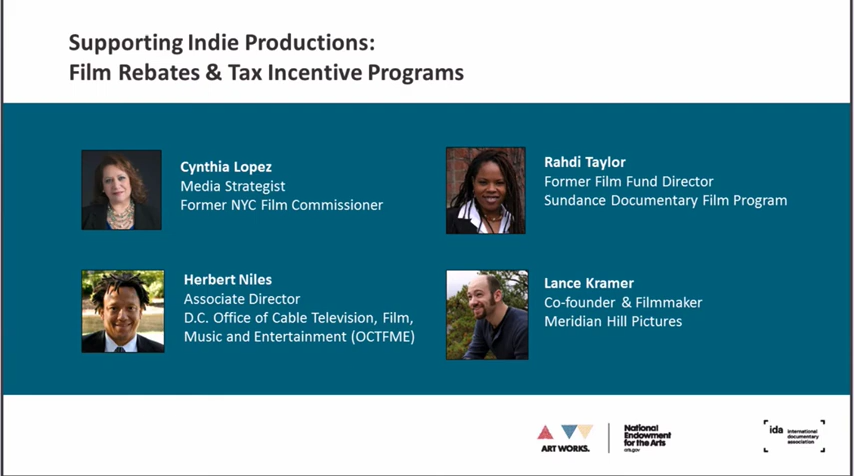 Supporting Indie Productions:
Film Rebates & Tax Incentive Programs
Cynthia Lopez
Media Strategist
Former NYC Film Commissioner
Rahdi Taylor
Former Film Fund Director
Sundance Documentary Film Program
Herbert Niles
Associate Director
D.C. Office of Cable Television, Film,
Music and Entertainment (OCTFME)
Lance Kramer
Co-founder & Filmmaker
Meridian Hill Pictures
ART WORKS.
National
Endowment
for the Arts
arts.gov
ida international
documentary
association